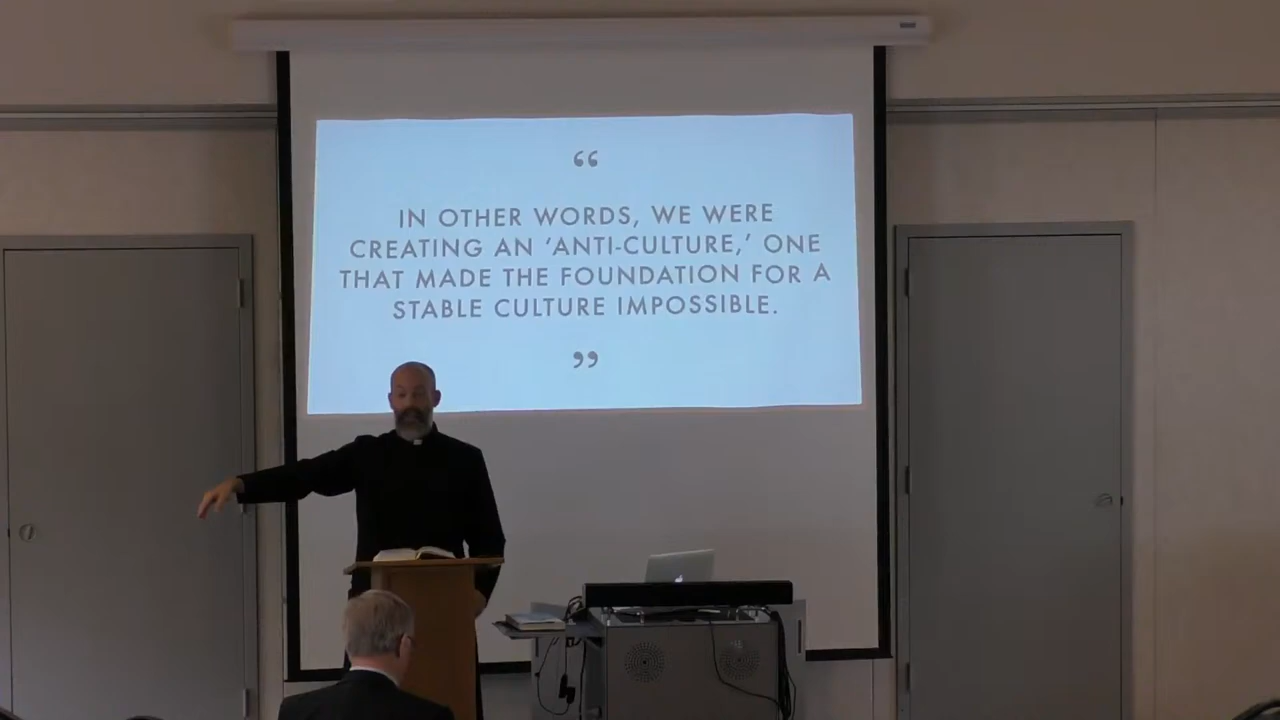 “
IN OTHER WORDS, WE WERE
CREATING AN ‘ANTI-CULTURE,’ ONE
THAT MADE THE FOUNDATION FOR A
STABLE CULTURE IMPOSSIBLE.
”